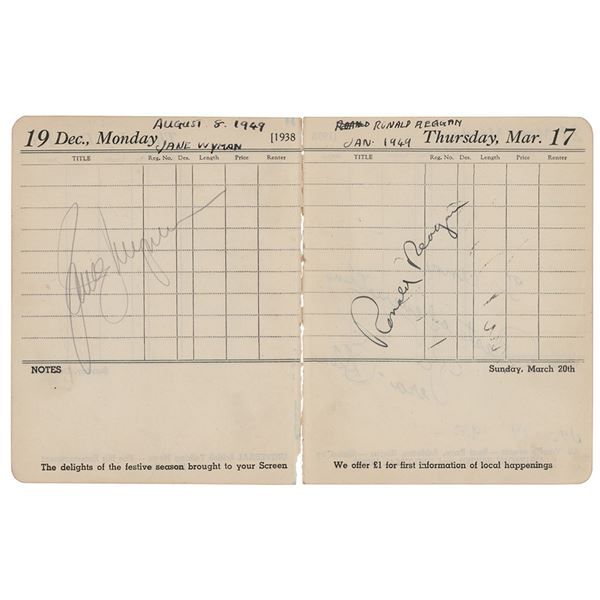 AUGUST 8. 1949
19 Dec., Monday [1938
JANE WYMAN
TITLE Reg. No. Des. Length Price Renter
Jane Wyman
NOTES
The delights of the festive season brought to your Screen
RONALD REAGAN
JAN. 1949 Thursday, Mar. 17
TITLE Reg. No. Des. Length Price Renter
Ronald Reagan
Sunday, March 20th
We offer £1 for first information of local happenings